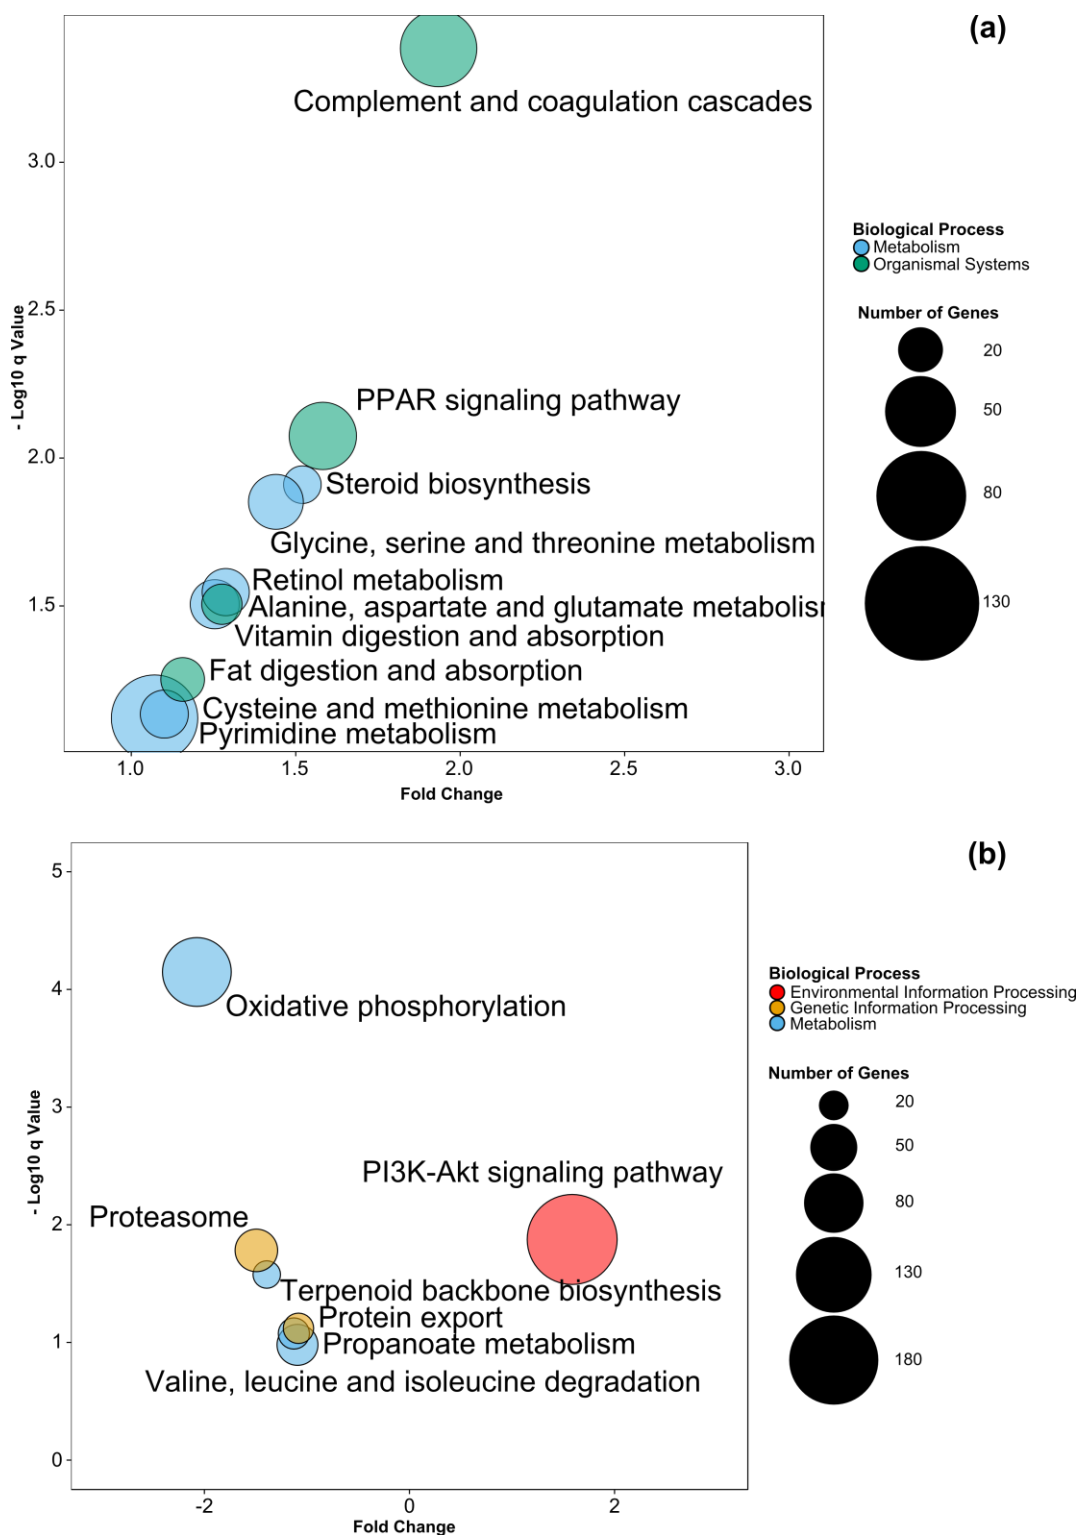 (a)
Complement and coagulation cascades
3.0
Biological Process
Metabolism
Organismal Systems
2.5
Number of Genes
- Log10 q Value
20
PPAR signaling pathway
50
2.0
Steroid biosynthesis
80
Glycine, serine and threonine metabolism
Retinol metabolism
1.5
Alanine, aspartate and glutamate metabolism
130
Vitamin digestion and absorption
Fat digestion and absorption
Cysteine and methionine metabolism
Pyrimidine metabolism
1.0 1.5 2.0 2.5 3.0
Fold Change
(b)
5
4
Oxidative phosphorylation
Biological Process
Environmental Information Processing
Genetic Information Processing
Metabolism
3
Number of Genes
- Log10 q Value
20
50
PI3K-Akt signaling pathway
80
Proteasome
2
130
Terpenoid backbone biosynthesis
Protein export
1
Propanoate metabolism
180
Valine, leucine and isoleucine degradation
0
-2 0 2
Fold Change